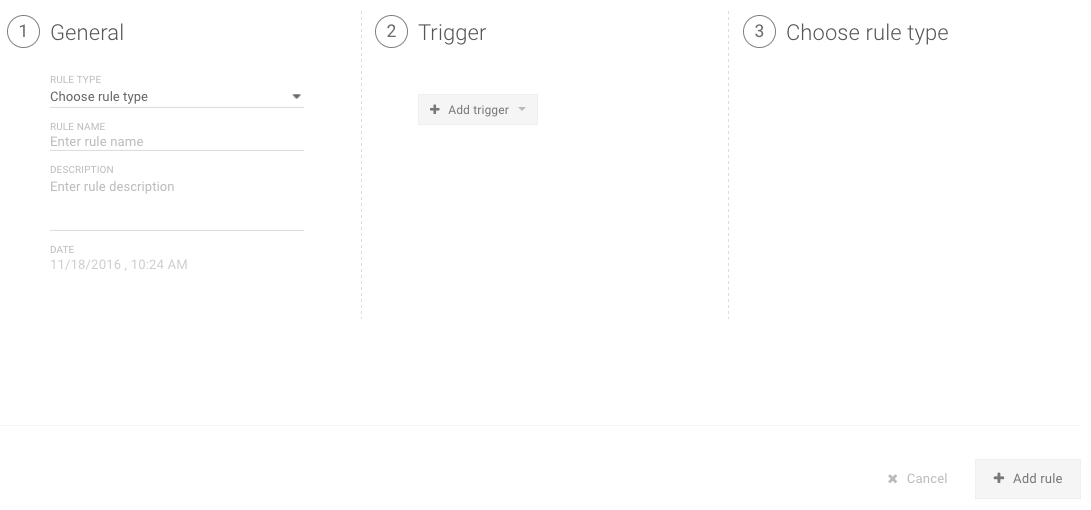 1 General
RULE TYPE
Choose rule type
RULE NAME
Enter rule name
DESCRIPTION
Enter rule description
DATE
11/18/2016 , 10:24 AM
2 Trigger
Add trigger
3 Choose rule type
Cancel
Add rule